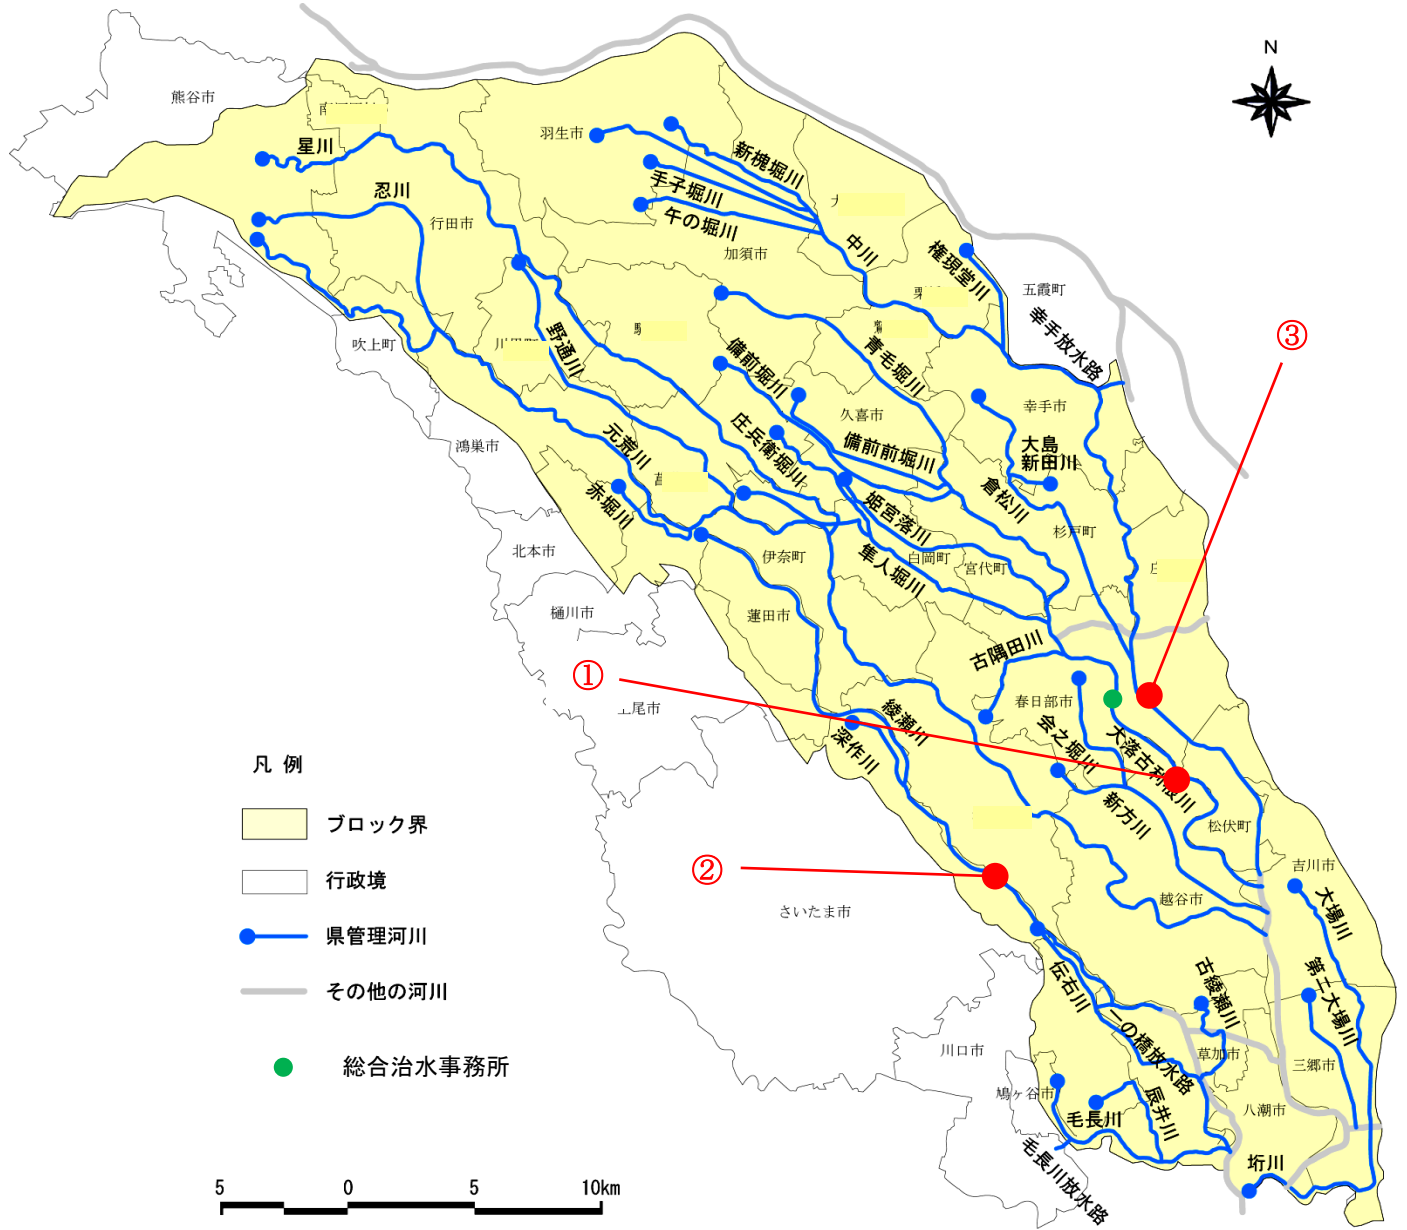 N
熊谷市
星川
羽生市
新槐堀川
手子堀川
午の堀川
忍川
行田市
加須市
中川
権現堂川
五霞町
幸手放水路
③
吹上町
野通川
備前堀川
青毛堀川
久喜市
幸手市
庄兵衛堀川
備前前堀川
大島
新田川
鴻巣市
元荒川
赤堀川
倉松川
杉戸町
姫宮落川
北本市
伊奈町
隼人堀川
白岡町
宮代町
桶川市
蓮田市
古隅田川
①
上尾市
綾瀬川
深作川
春日部市
会之堀川
大落古利根川
新方川
松伏町
凡 例
ブロック界
行政境
県管理河川
その他の河川
総合治水事務所
②
さいたま市
越谷市
吉川市
大場川
第二大場川
伝右川
古綾瀬川
一の橋放水路
草加市
三郷市
川口市
鳩ヶ谷市
毛長川
辰井川
八潮市
毛長川放水路
垳川
5 0 5 10km